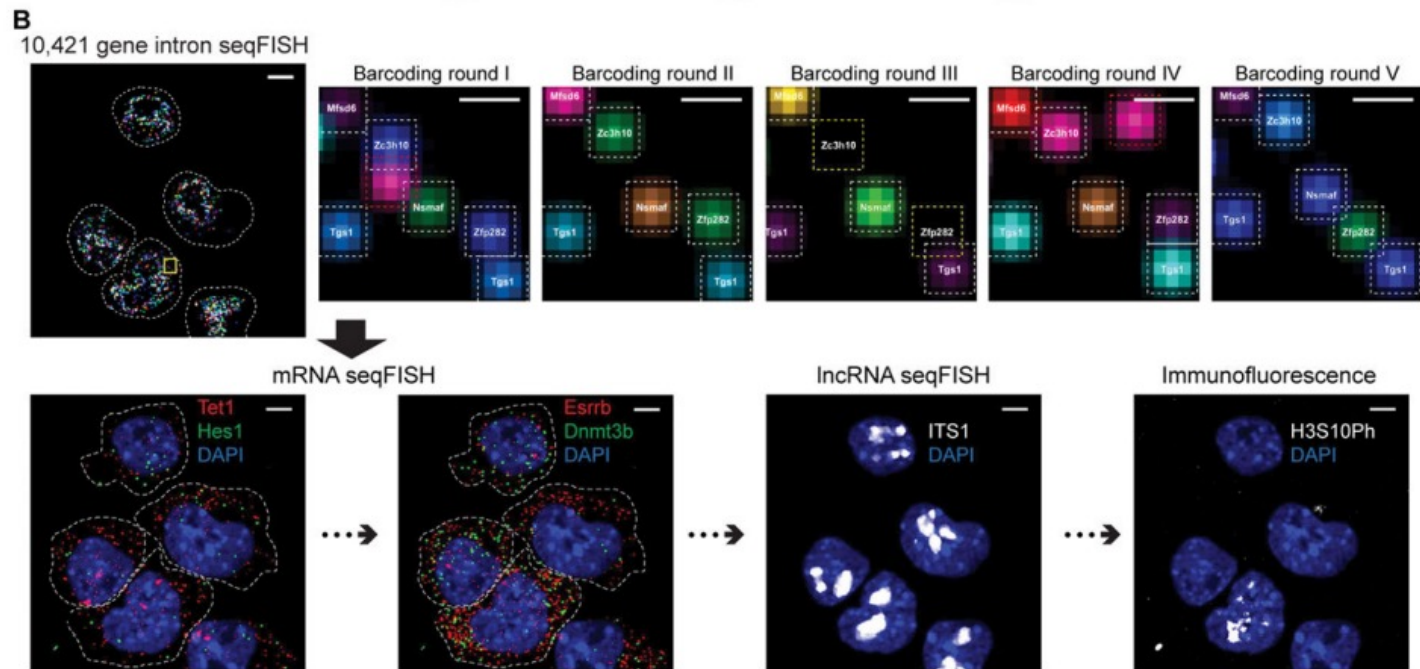 B
10,421 gene intron seqFISH
Barcoding round I
Barcoding round II
Barcoding round III
Barcoding round IV
Barcoding round V
Mfsd6
Zc3h10
Nsmaf
Tgs1
Zfp282
Tgs1
Zc3h10
Nsmaf
Tgs1
Zfp282
Tgs1
Mfsd6
Zc3h10
Nsmaf
Tgs1
Zfp282
Tgs1
Zc3h10
Nsmaf
Zfp282
Tgs1
Tgs1
Mfsd6
Zc3h10
Nsmaf
Tgs1
Zfp282
Tgs1
mRNA seqFISH
lncRNA seqFISH
Immunofluorescence
Tet1
Hes1
DAPI
Esrrb
Dnmt3b
DAPI
ITS1
DAPI
H3S10Ph
DAPI